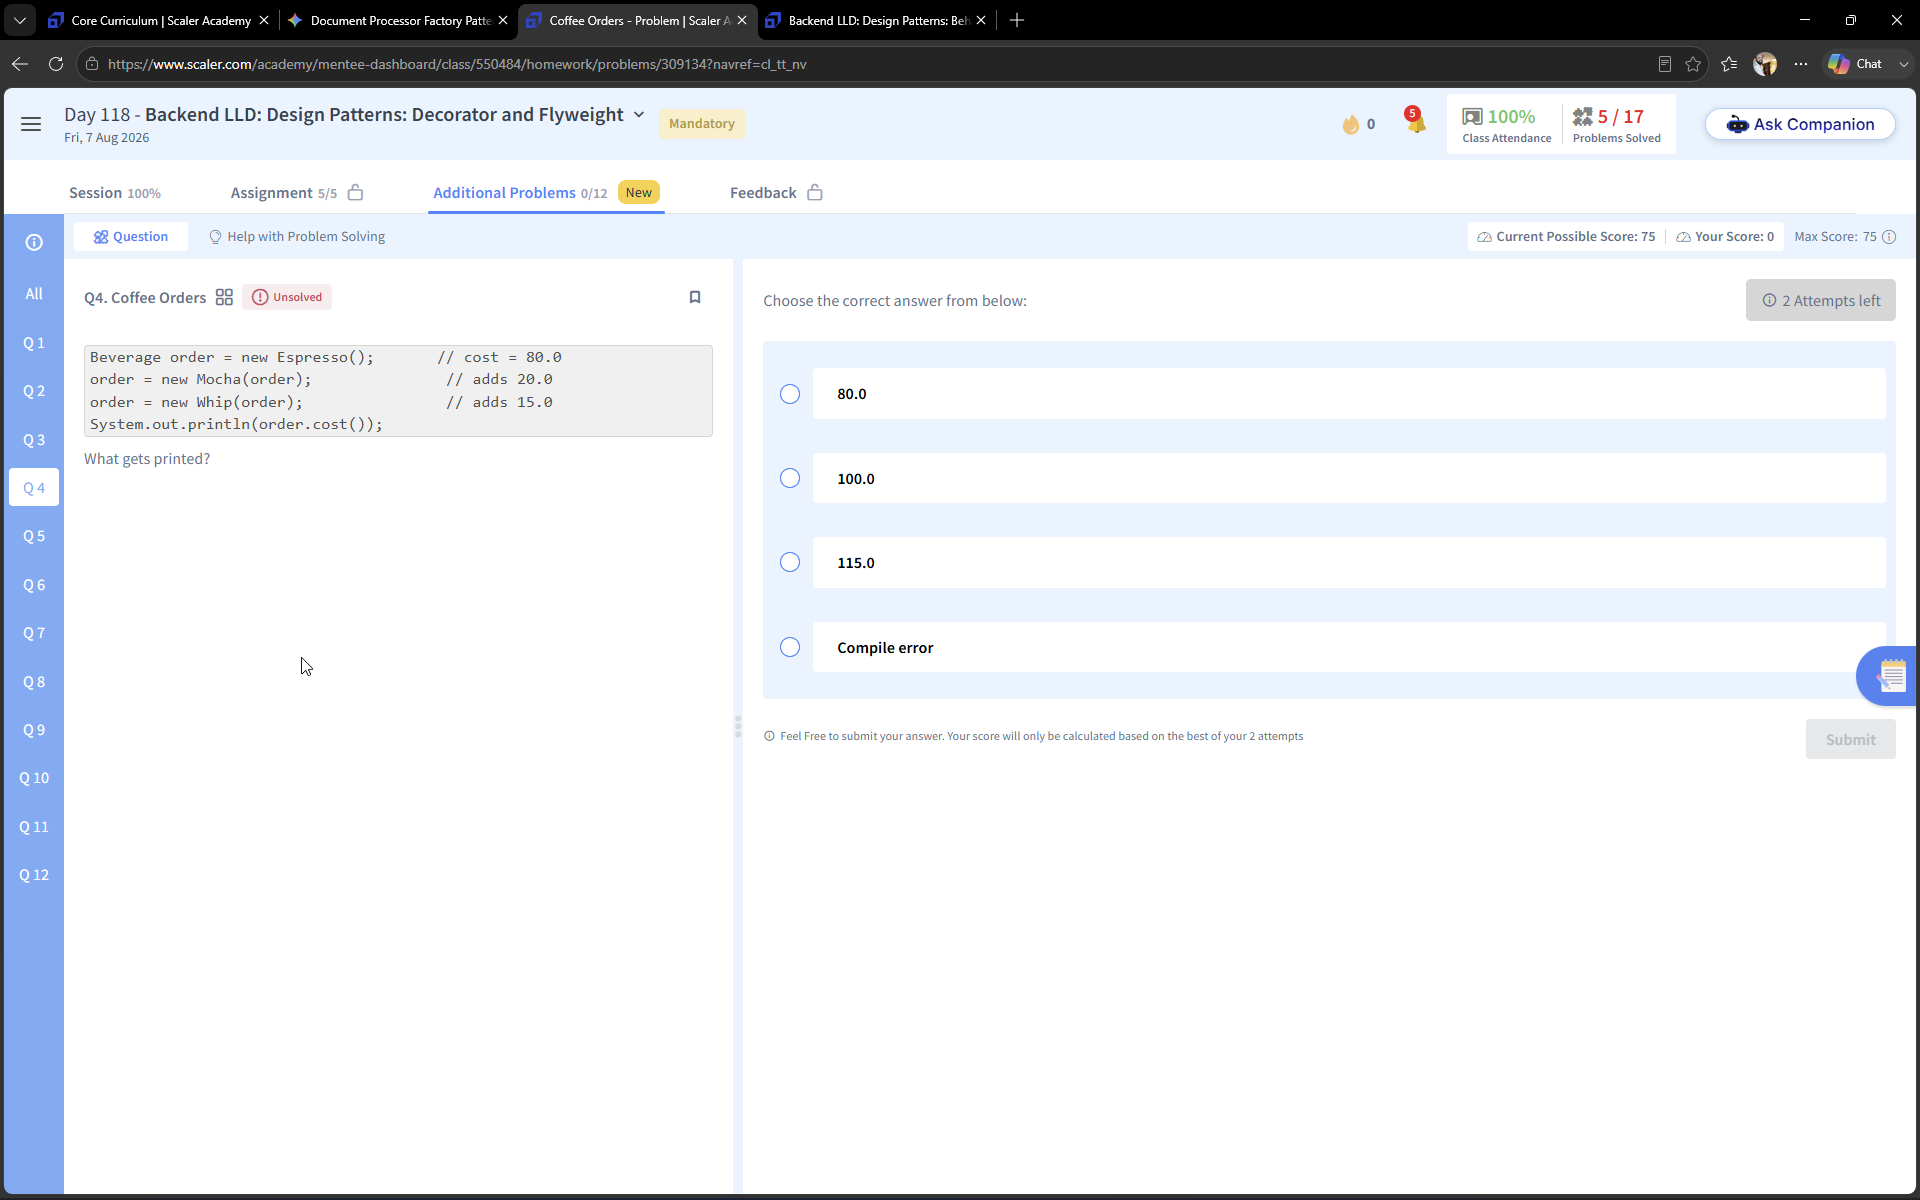 Core Curriculum | Scaler Academy
Document Processor Factory Patte
Coffee Orders - Problem | Scaler A
Backend LLD: Design Patterns: Beh
https://www.scaler.com/academy/mentee-dashboard/class/550484/homework/problems/309134?navref=cl_tt_nv
Chat
Day 118 - Backend LLD: Design Patterns: Decorator and Flyweight
Fri, 7 Aug 2026
Mandatory
0
5
100%
Class Attendance
5 / 17
Problems Solved
Ask Companion
Session 100%
Assignment 5/5
Additional Problems 0/12 New
Feedback
Question
Help with Problem Solving
Current Possible Score: 75
Your Score: 0
Max Score: 75
All
Q 1
Q 2
Q 3
Q 4
Q 5
Q 6
Q 7
Q 8
Q 9
Q 10
Q 11
Q 12
Q4. Coffee Orders
Unsolved
Beverage order = new Espresso(); // cost = 80.0
order = new Mocha(order); // adds 20.0
order = new Whip(order); // adds 15.0
System.out.println(order.cost());
What gets printed?
Choose the correct answer from below:
2 Attempts left
80.0
100.0
115.0
Compile error
Feel Free to submit your answer. Your score will only be calculated based on the best of your 2 attempts
Submit